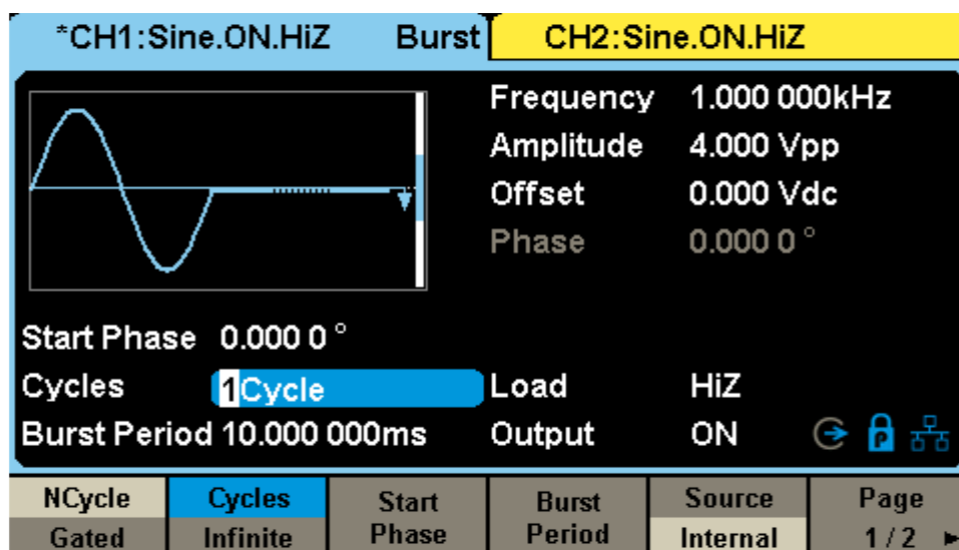 *CH1:Sine.ON.HiZ Burst CH2:Sine.ON.HiZ
Frequency 1.000 000kHz
Amplitude 4.000 Vpp
Offset 0.000 Vdc
Phase 0.000 0 °
Start Phase 0.000 0 °
Cycles 1Cycle Load HiZ
Burst Period 10.000 000ms Output ON P
NCycle Cycles Start Burst Source Page
Gated Infinite Phase Period Internal 1 / 2 ►